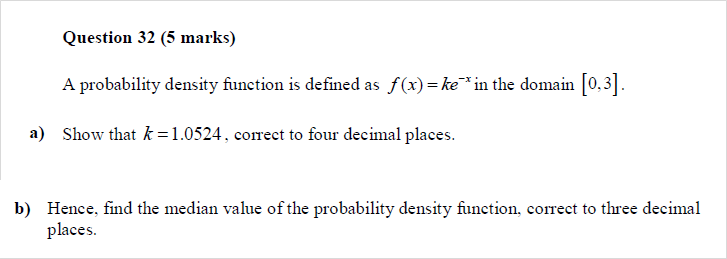 Question 32 (5 marks)
A probability density function is defined as f(x) = ke⁻ˣ in the domain [0,3].
a) Show that k = 1.0524, correct to four decimal places.
b) Hence, find the median value of the probability density function, correct to three decimal
places.